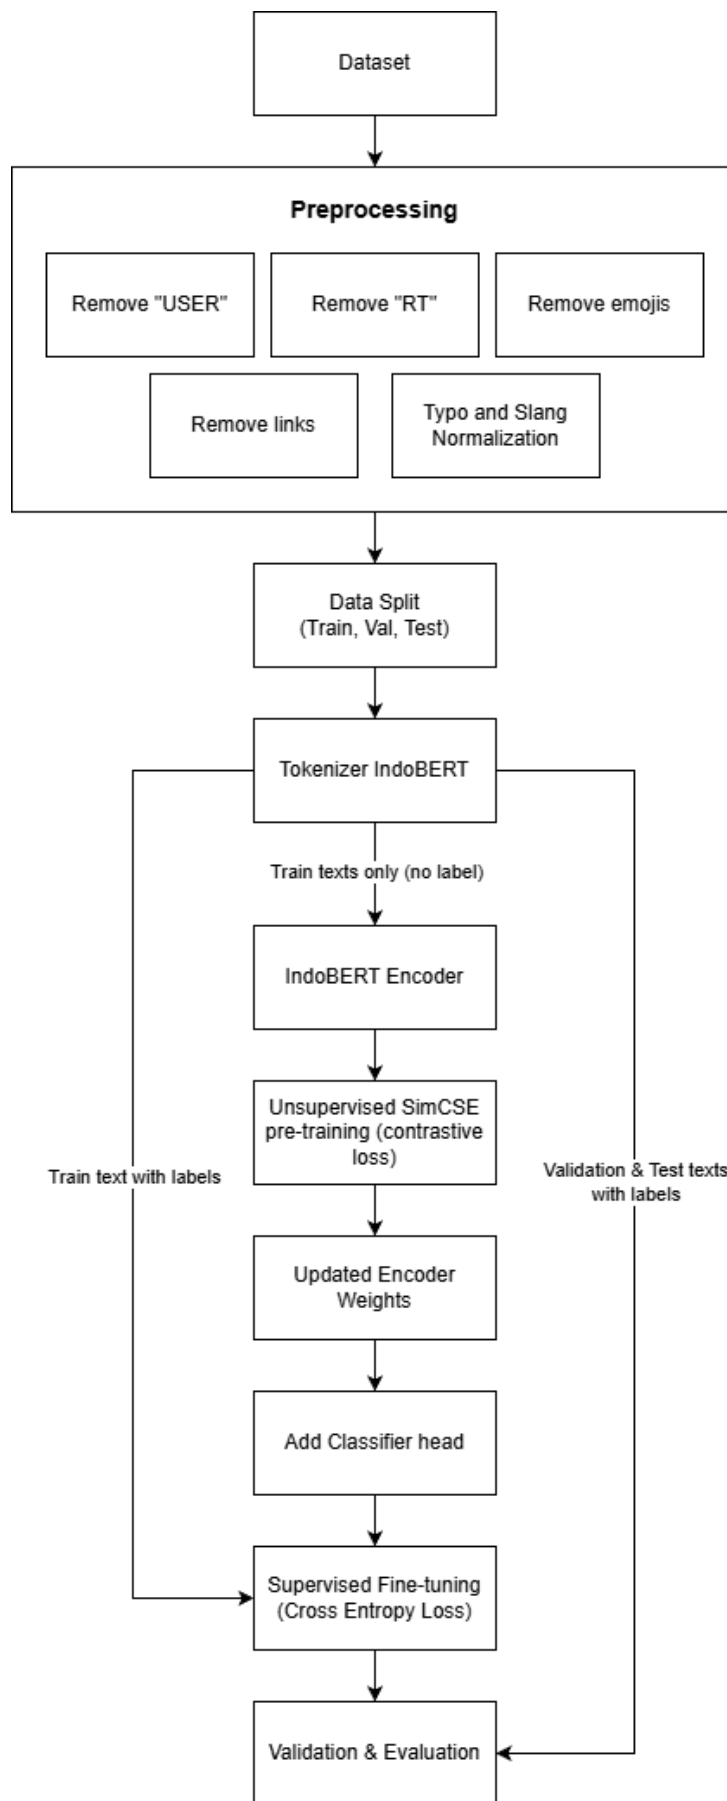 Dataset
Preprocessing
Remove "USER"
Remove "RT"
Remove emojis
Remove links
Typo and Slang
Normalization
Data Split
(Train, Val, Test)
Tokenizer IndoBERT
Train texts only (no label)
IndoBERT Encoder
Unsupervised SimCSE
pre-training (contrastive
loss)
Train text with labels
Validation & Test texts
with labels
Updated Encoder
Weights
Add Classifier head
Supervised Fine-tuning
(Cross Entropy Loss)
Validation & Evaluation